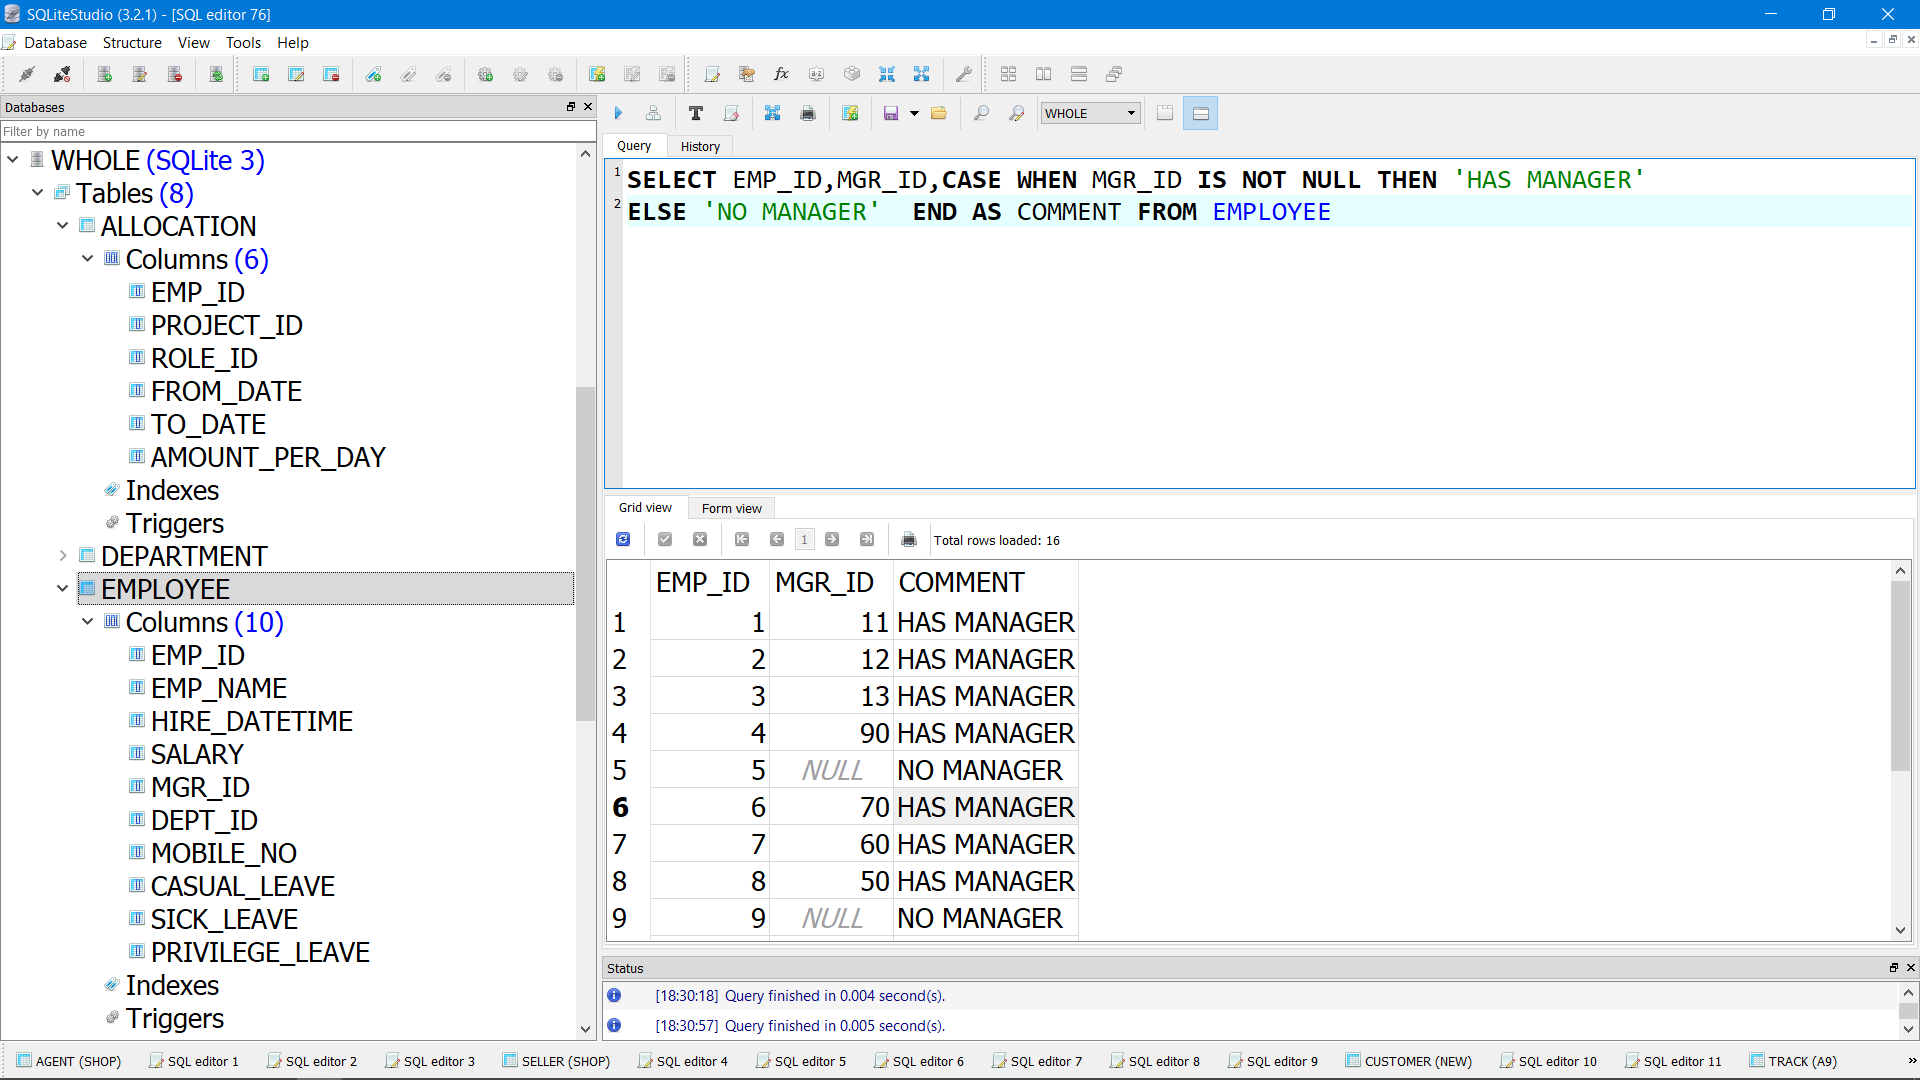 SQLiteStudio (3.2.1) - [SQL editor 76]
Database Structure View Tools Help
Databases
Filter by name
WHOLE (SQLite 3)
Tables (8)
ALLOCATION
Columns (6)
EMP_ID
PROJECT_ID
ROLE_ID
FROM_DATE
TO_DATE
AMOUNT_PER_DAY
Indexes
Triggers
DEPARTMENT
EMPLOYEE
Columns (10)
EMP_ID
EMP_NAME
HIRE_DATETIME
SALARY
MGR_ID
DEPT_ID
MOBILE_NO
CASUAL_LEAVE
SICK_LEAVE
PRIVILEGE_LEAVE
Indexes
Triggers
WHOLE
Query History
1 SELECT EMP_ID,MGR_ID,CASE WHEN MGR_ID IS NOT NULL THEN 'HAS MANAGER'
2 ELSE 'NO MANAGER'  END AS COMMENT FROM EMPLOYEE
Grid view Form view
1 Total rows loaded: 16
EMP_ID MGR_ID COMMENT
1 1 11 HAS MANAGER
2 2 12 HAS MANAGER
3 3 13 HAS MANAGER
4 4 90 HAS MANAGER
5 5 NULL NO MANAGER
6 6 70 HAS MANAGER
7 7 60 HAS MANAGER
8 8 50 HAS MANAGER
9 9 NULL NO MANAGER
Status
[18:30:18] Query finished in 0.004 second(s).
[18:30:57] Query finished in 0.005 second(s).
AGENT (SHOP) SQL editor 1 SQL editor 2 SQL editor 3 SELLER (SHOP) SQL editor 4 SQL editor 5 SQL editor 6 SQL editor 7 SQL editor 8 SQL editor 9 CUSTOMER (NEW) SQL editor 10 SQL editor 11 TRACK (A9) »